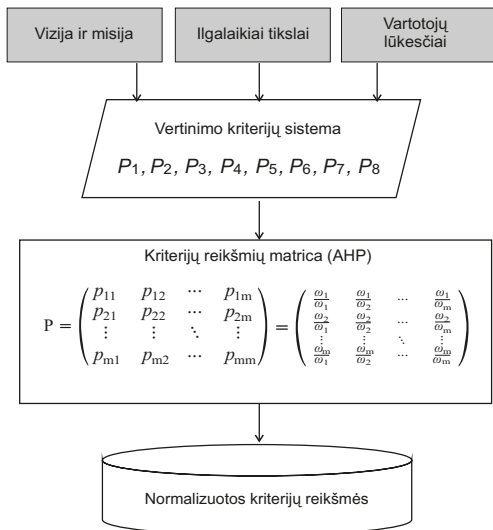 Vizija ir misija
Ilgalaikiai tikslai
Vartotojų
lūkesčiai
Vertinimo kriterijų sistema
P1, P2, P3, P4, P5, P6, P7, P8
Kriterijų reikšmių matrica (AHP)
P = ( p11 p12 ⋯ p1m ) = ( ω1/ω1 ω1/ω2 ⋯ ω1/ωm )
( p21 p22 ⋯ p2m ) ( ω2/ω1 ω2/ω2 ⋯ ω2/ωm )
( ⋮ ⋮ ⋱ ⋮ ) ( ⋮ ⋮ ⋱ ⋮ )
( pm1 pm2 ⋯ pmm ) ( ωm/ω1 ωm/ω2 ⋯ ωm/ωm )
Normalizuotos kriterijų reikšmės